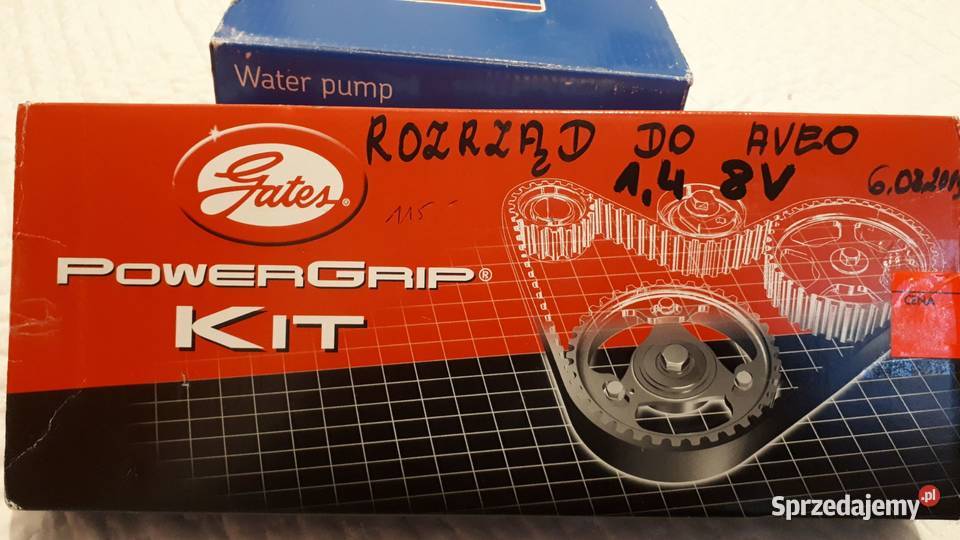 Water pump
ROZRZĄD DO AVEO
1,4 8V
Gates®
115
POWERGRIP®
KIT
CENA
Sprzedajemy.pl